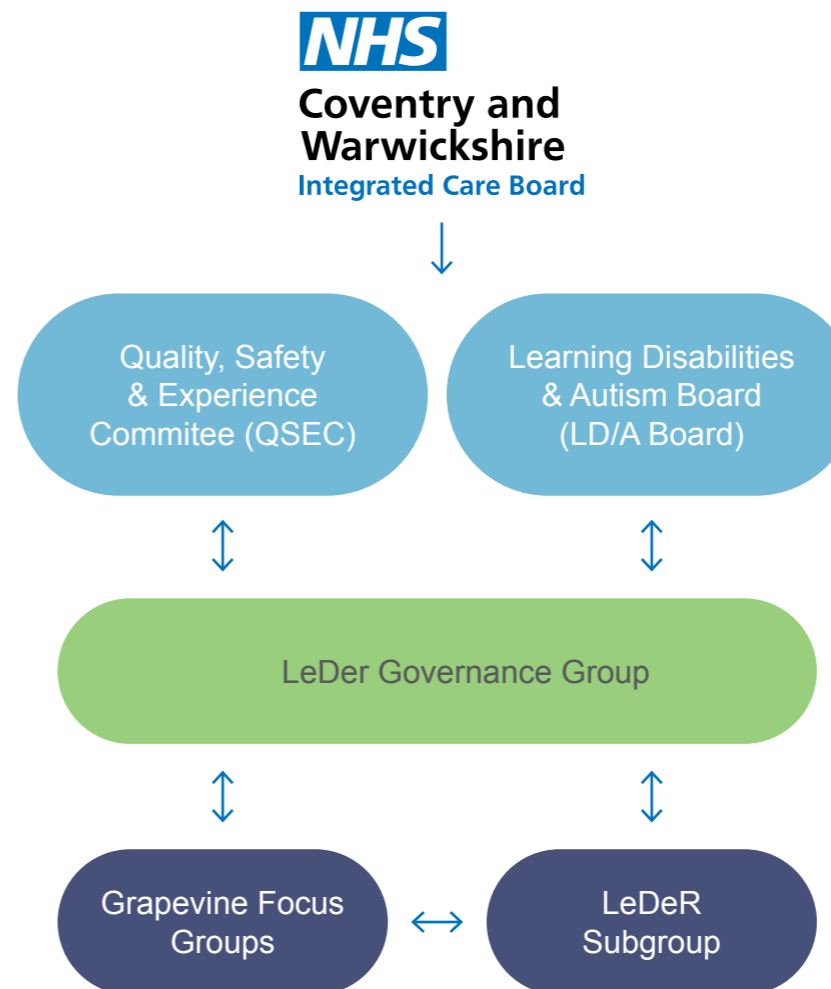 NHS
Coventry and
Warwickshire
Integrated Care Board
Quality, Safety
& Experience
Commitee (QSEC)
Learning Disabilities
& Autism Board
(LD/A Board)
LeDer Governance Group
Grapevine Focus
Groups
LeDeR
Subgroup